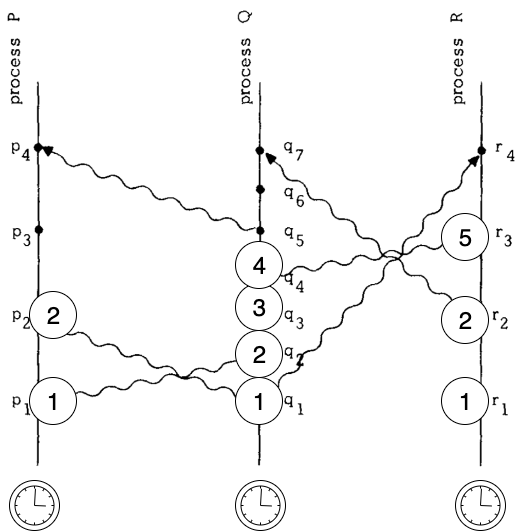 process P
process Q
process R
p4
q7
r4
q6
p3
q5
r3
5
4
q4
p2
2
3
q3
2
r2
2
q2
p1
1
1
q1
1
r1